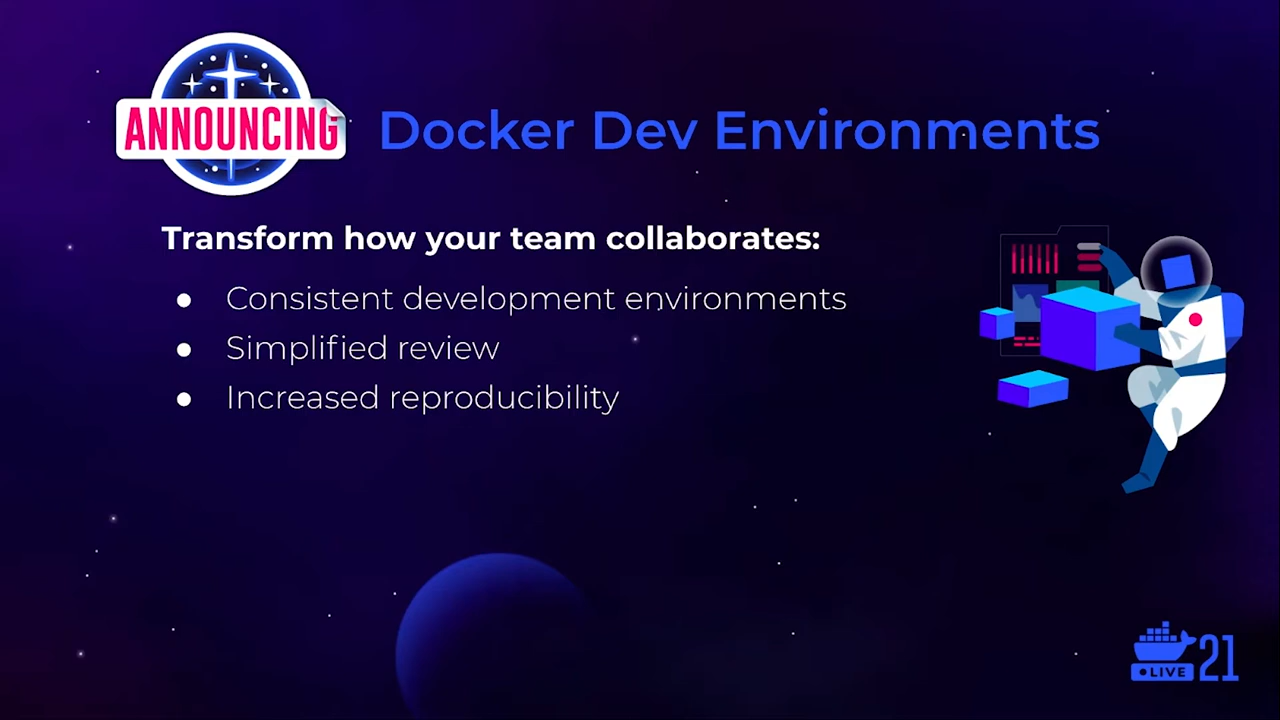 ANNOUNCING
Docker Dev Environments
Transform how your team collaborates:
● Consistent development environments
● Simplified review
● Increased reproducibility
LIVE
21